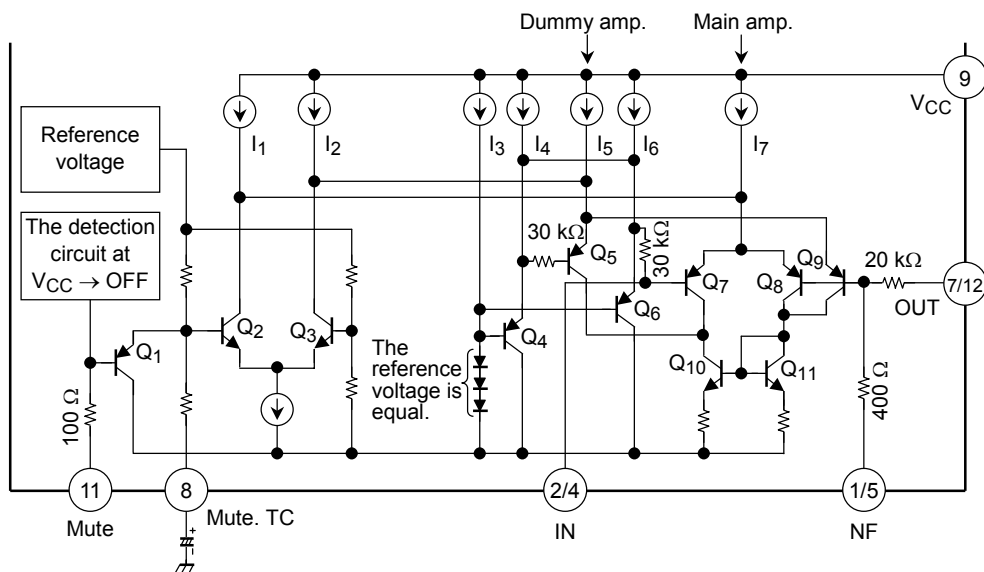 Dummy amp.
Main amp.
9
VCC
Reference
voltage
I1
I2
I3
I4
I5
I6
I7
The detection
circuit at
VCC → OFF
30 kΩ
Q5
30 kΩ
Q7
Q8
Q9
20 kΩ
7/12
OUT
Q1
Q2
Q3
Q4
Q6
The
reference
voltage is
equal.
Q10
Q11
100 Ω
400 Ω
11
8
2/4
1/5
Mute
Mute. TC
IN
NF
+
−